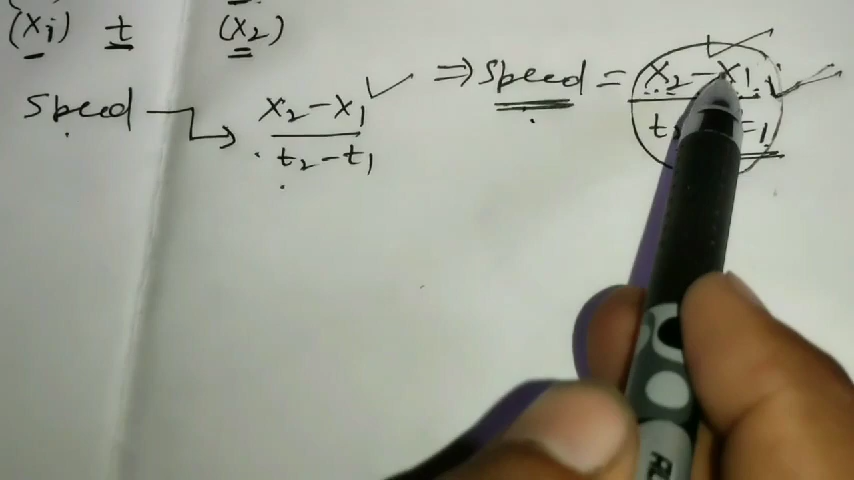 (x1) t (x2)
Speed → x2-x1 / t2-t1 ⇒ Speed = x2-x1